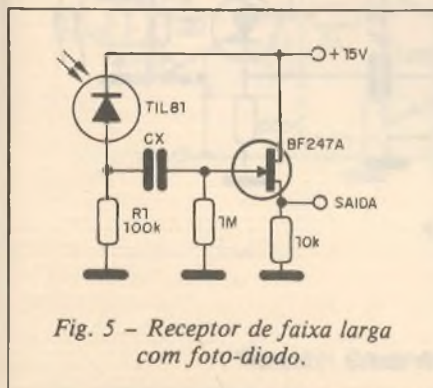 +15V
TIL81
BF247A
CX
SAIDA
R1
100k
1M
10k
Fig. 5 – Receptor de faixa larga
com foto-diodo.